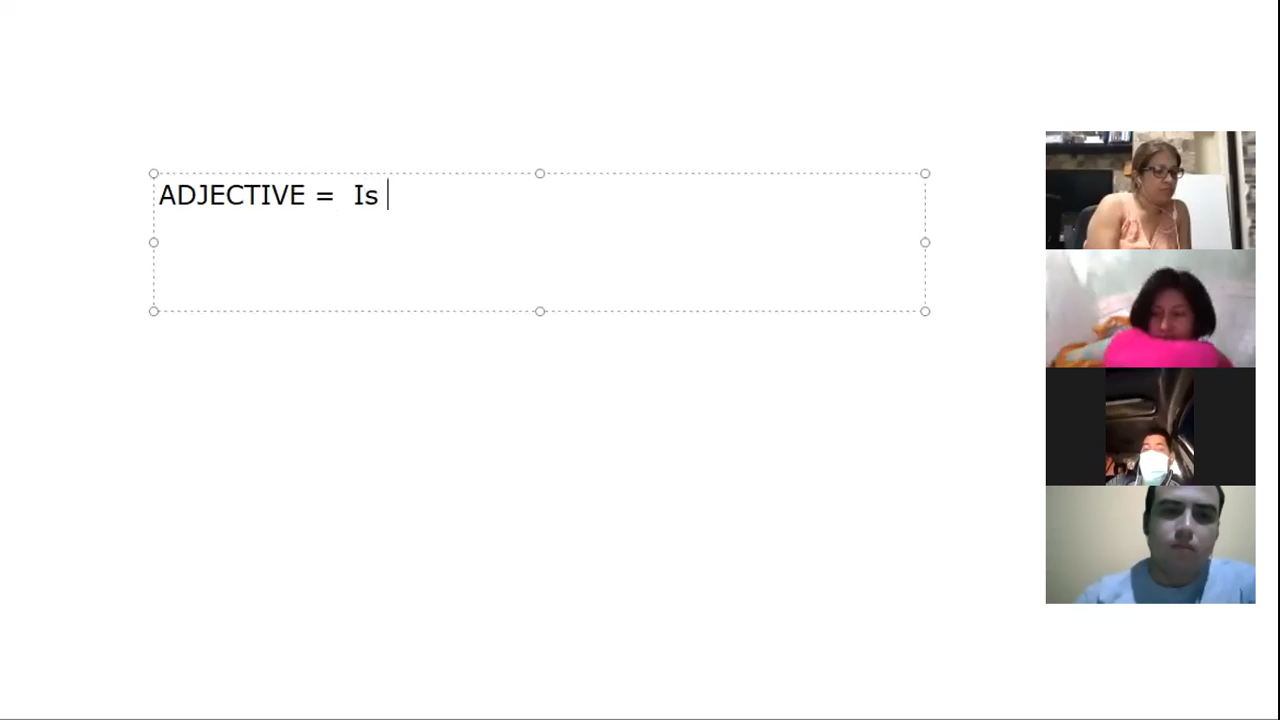 ADJECTIVE =  Is